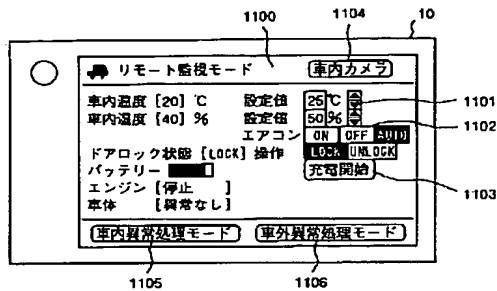 1100
1104
10
リモート監視モード
車内カメラ
車内温度 [20] ℃ 設定値 25 ℃
1101
車内湿度 [40] % 設定値 50 %
1102
エアコン ON OFF AUTO
ドアロック状態 [LOCK] 操作 LOCK UNLOCK
バッテリー
充電開始
エンジン [停止 ]
1103
車体 [異常なし]
車内異常処理モード
車外異常処理モード
1105
1106